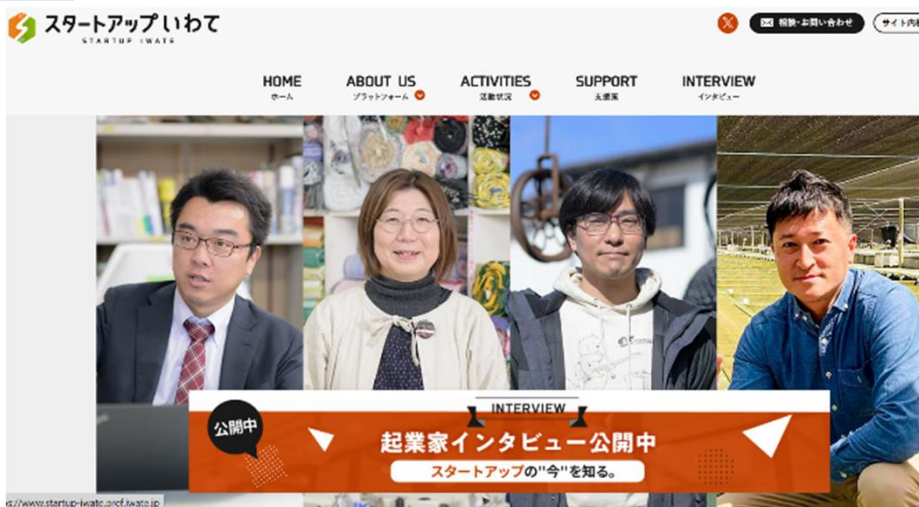 スタートアップいわて
STARTUP IWATE
相談・お問い合わせ
サイト内検
HOME
ホーム
ABOUT US
プラットフォーム
ACTIVITIES
活動状況
SUPPORT
支援策
INTERVIEW
インタビュー
公開中
INTERVIEW
起業家インタビュー公開中
スタートアップの"今"を知る。
ps://www.startup-iwate.pref.iwate.jp